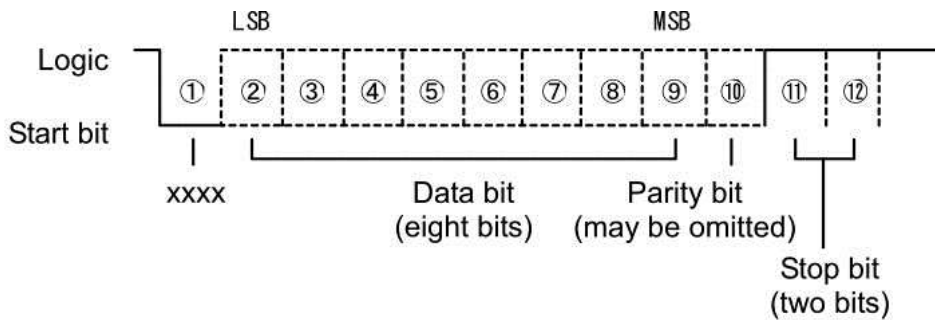 LSB MSB
Logic
① ② ③ ④ ⑤ ⑥ ⑦ ⑧ ⑨ ⑩ ⑪ ⑫
Start bit
xxxx
Data bit
(eight bits)
Parity bit
(may be omitted)
Stop bit
(two bits)